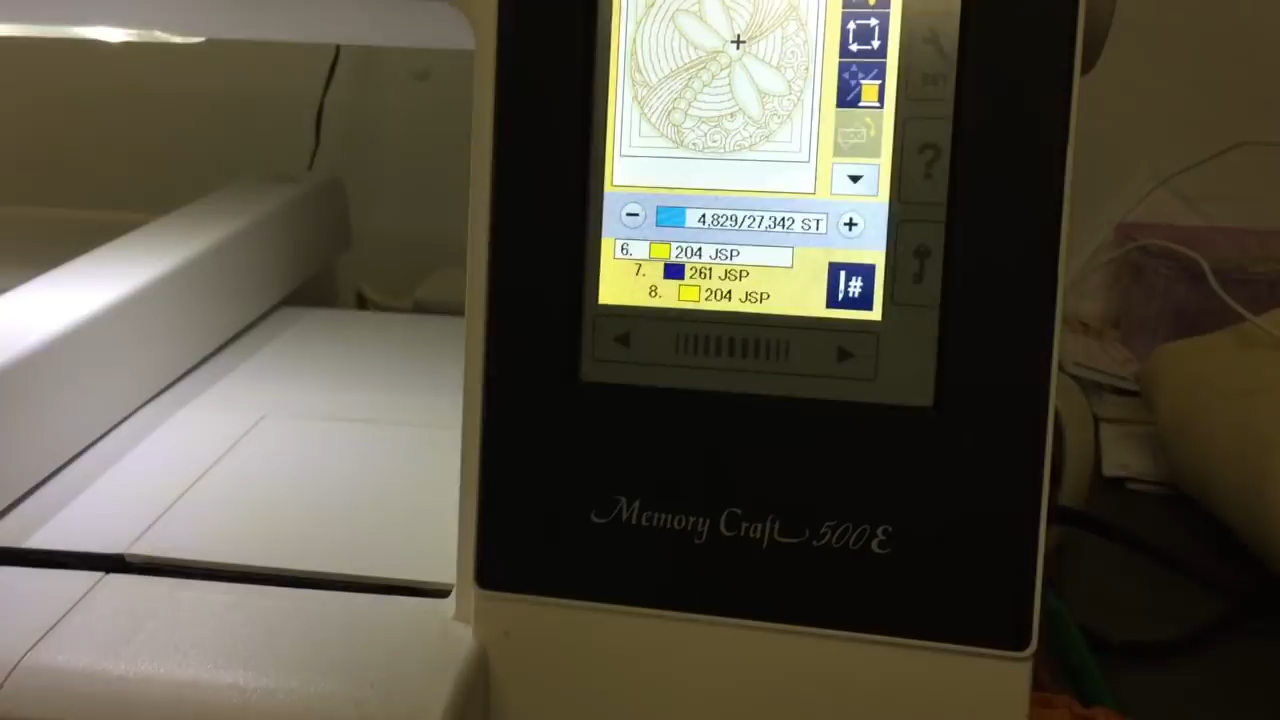 4,829/27,342 ST
6. 204 JSP
7. 261 JSP
8. 204 JSP
#
?
Memory Craft 500E